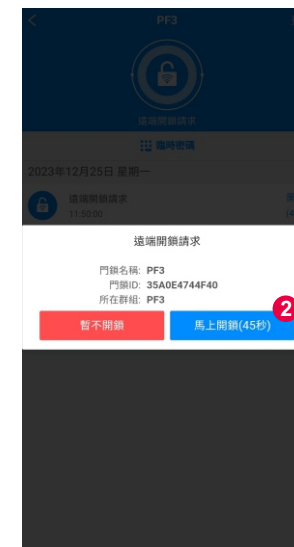 PF3
遠端開鎖請求
臨時密碼
2023年12月25日 星期一
遠端開鎖請求
11:50:00
遠端開鎖請求
門鎖名稱: PF3
門鎖ID: 35A0E4744F40
所在群組: PF3
2
暫不開鎖 馬上開鎖(45秒)